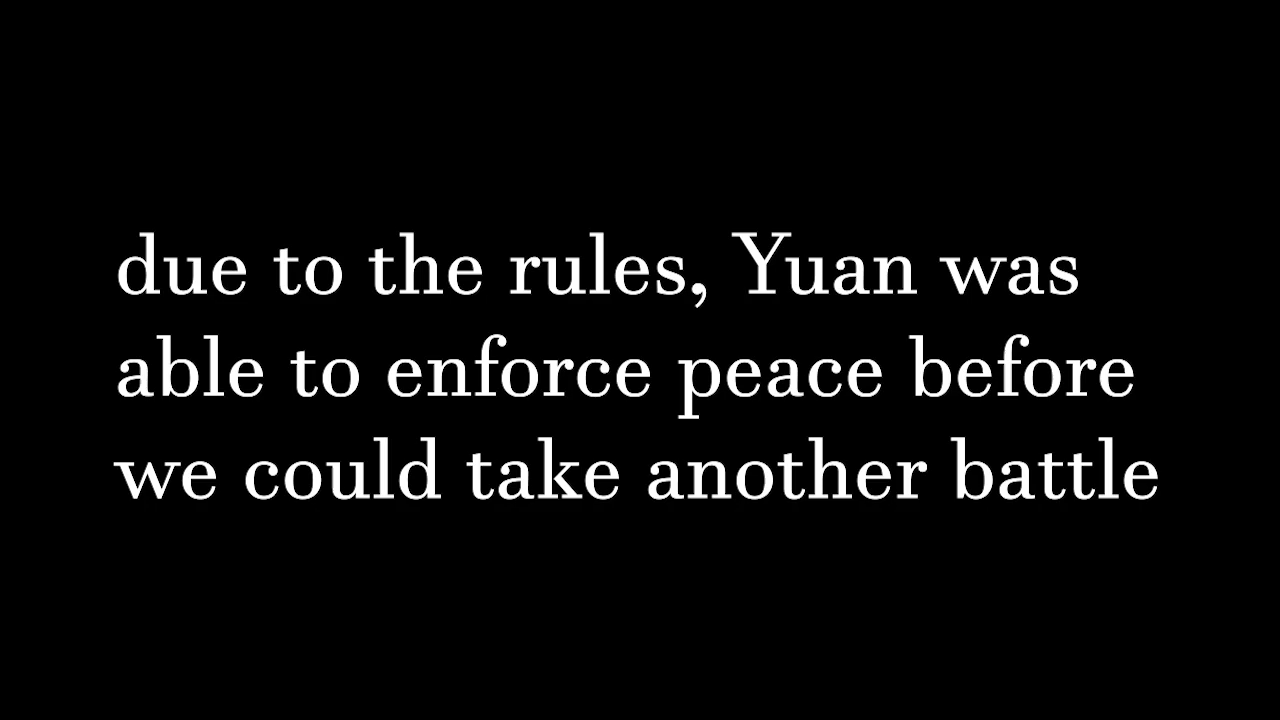 due to the rules, Yuan was
able to enforce peace before
we could take another battle